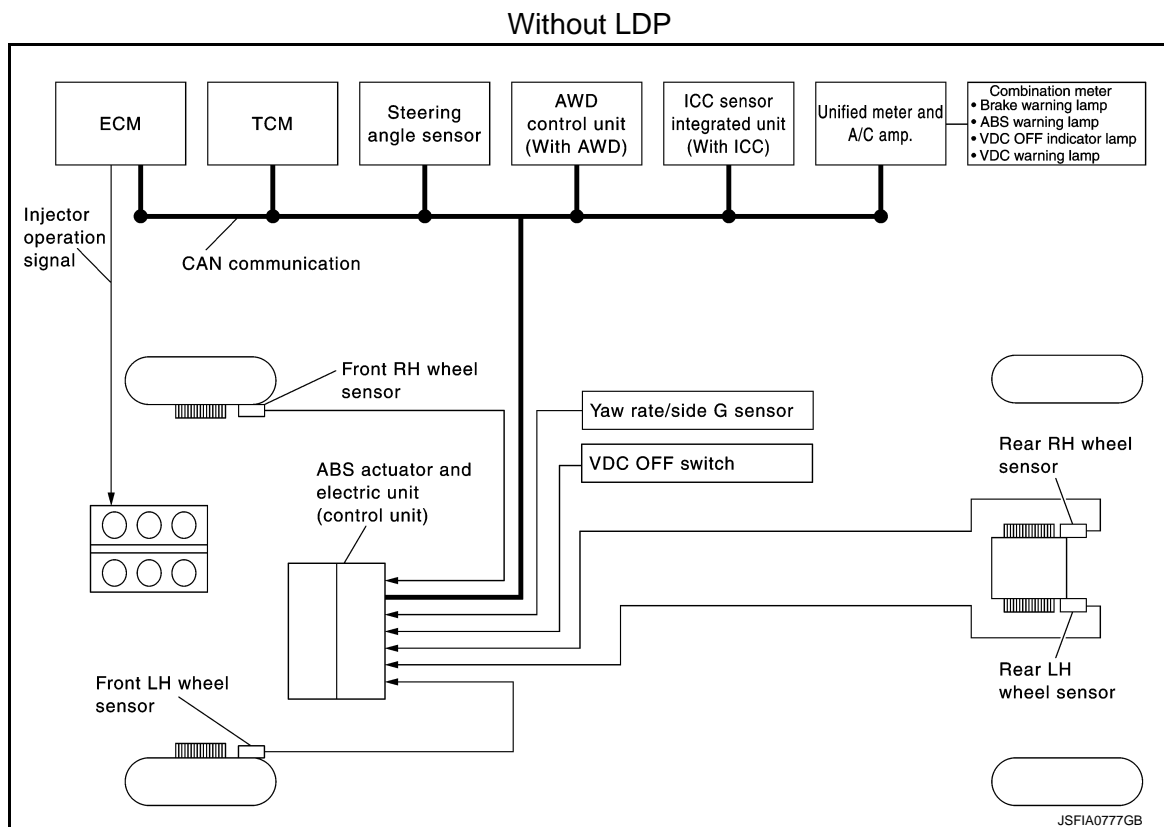 Without LDP
ECM
TCM
Steering
angle sensor
AWD
control unit
(With AWD)
ICC sensor
integrated unit
(With ICC)
Unified meter and
A/C amp.
Combination meter
• Brake warning lamp
• ABS warning lamp
• VDC OFF indicator lamp
• VDC warning lamp
Injector
operation
signal
CAN communication
Front RH wheel
sensor
Yaw rate/side G sensor
VDC OFF switch
Rear RH wheel
sensor
ABS actuator and
electric unit
(control unit)
Front LH wheel
sensor
Rear LH
wheel sensor
JSFIA0777GB